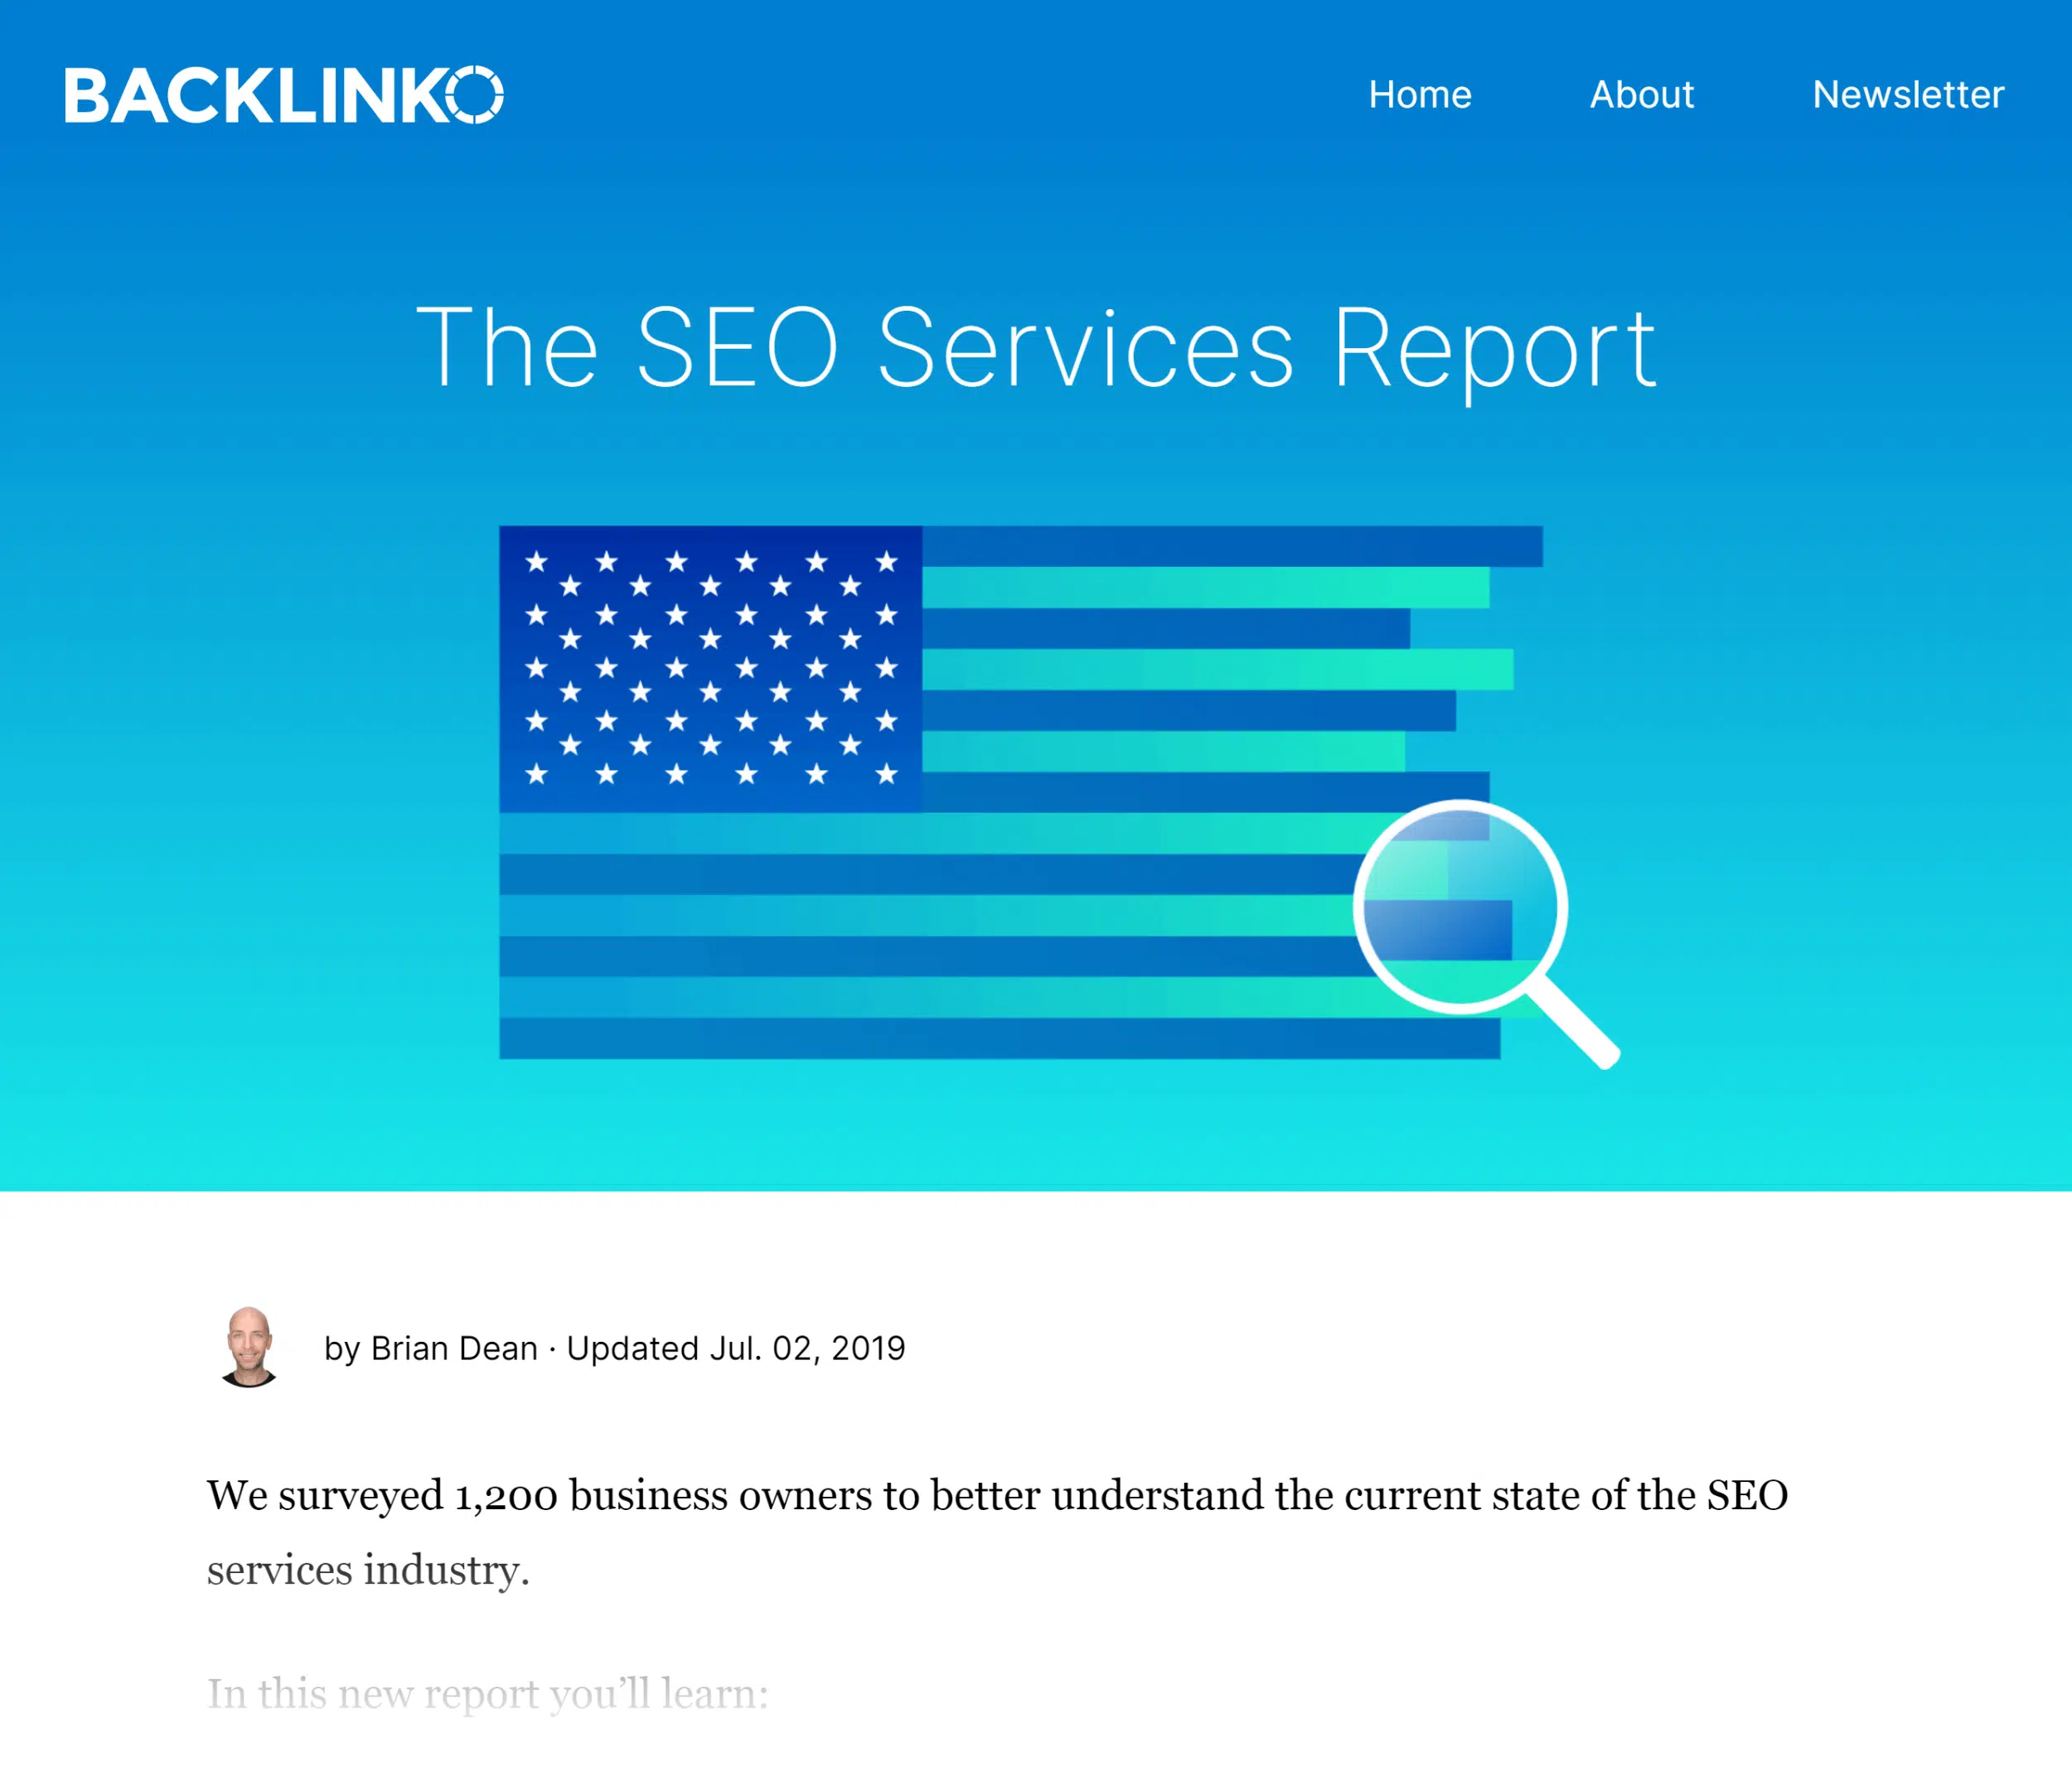 BACKLINKO
Home About Newsletter
The SEO Services Report
by Brian Dean · Updated Jul. 02, 2019
We surveyed 1,200 business owners to better understand the current state of the SEO
services industry.
In this new report you’ll learn: